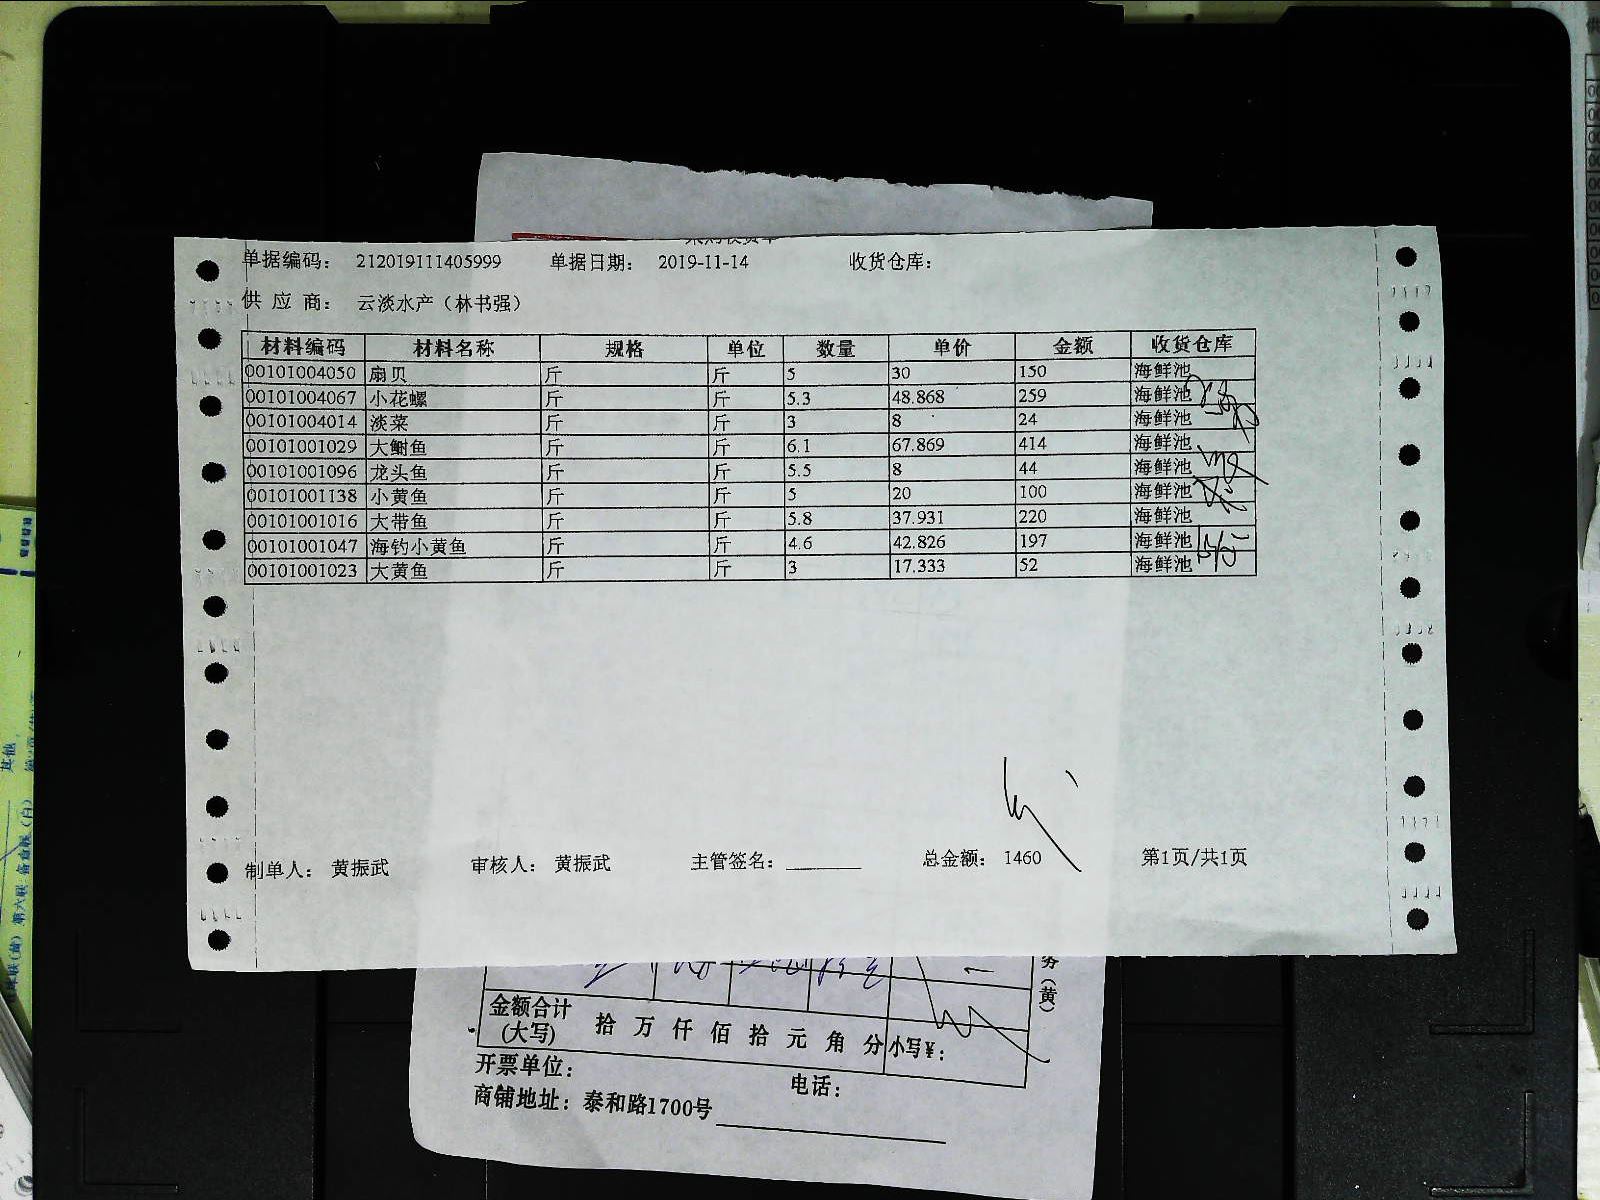 单据编码： 212019111405999 单据日期： 2019-11-14 收货仓库：
供 应 商： 云淡水产（林书强）
材料编码 材料名称 规格 单位 数量 单价 金额 收货仓库
00101004050 扇贝 斤 斤 5 30 150 海鲜池
00101004067 小花螺 斤 斤 5.3 48.868 259 海鲜池
00101004014 淡菜 斤 斤 3 8 24 海鲜池
00101001029 大鲥鱼 斤 斤 6.1 67.869 414 海鲜池
00101001096 龙头鱼 斤 斤 5.5 8 44 海鲜池
00101001138 小黄鱼 斤 斤 5 20 100 海鲜池
00101001016 大带鱼 斤 斤 5.8 37.931 220 海鲜池
00101001047 海钓小黄鱼 斤 斤 4.6 42.826 197 海鲜池
00101001023 大黄鱼 斤 斤 3 17.333 52 海鲜池
制单人： 黄振武 审核人： 黄振武 主管签名： 总金额： 1460 第1页/共1页
金额合计
(大写) 拾 万 仟 佰 拾 元 角 分 小写¥：
开票单位： 电话：
商铺地址：泰和路1700号
（黄）